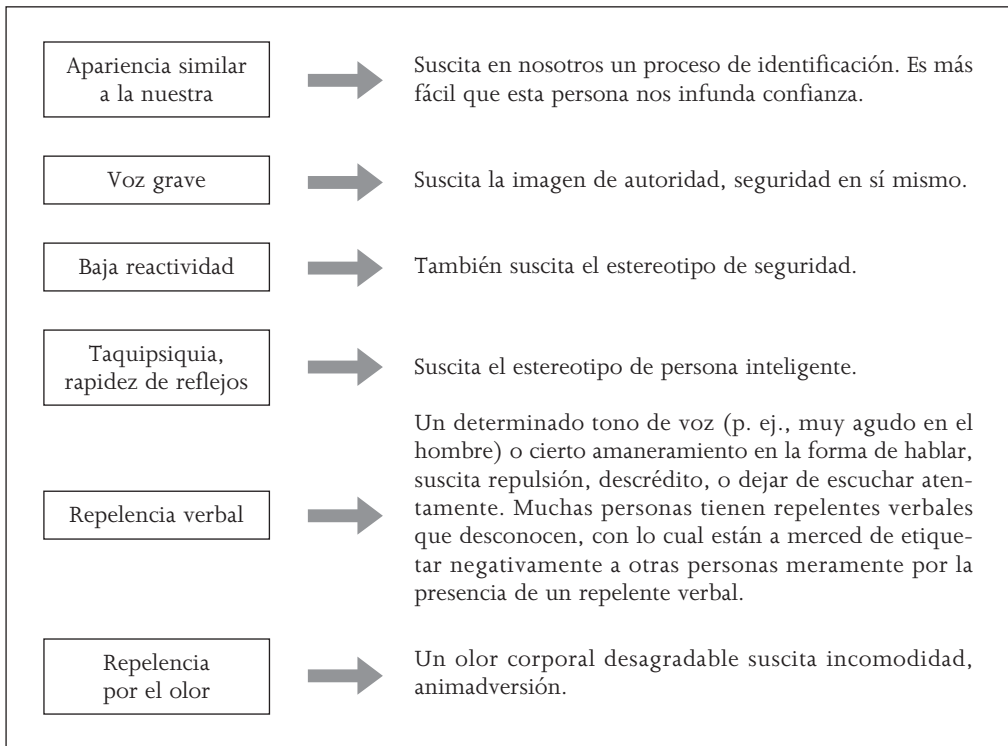 Apariencia similar
a la nuestra
Suscita en nosotros un proceso de identificación. Es más
fácil que esta persona nos infunda confianza.
Voz grave
Suscita la imagen de autoridad, seguridad en sí mismo.
Baja reactividad
También suscita el estereotipo de seguridad.
Taquipsiquia,
rapidez de reflejos
Suscita el estereotipo de persona inteligente.
Repelencia verbal
Un determinado tono de voz (p. ej., muy agudo en el
hombre) o cierto amaneramiento en la forma de hablar,
suscita repulsión, descrédito, o dejar de escuchar aten-
tamente. Muchas personas tienen repelentes verbales
que desconocen, con lo cual están a merced de etique-
tar negativamente a otras personas meramente por la
presencia de un repelente verbal.
Repelencia
por el olor
Un olor corporal desagradable suscita incomodidad,
animadversión.